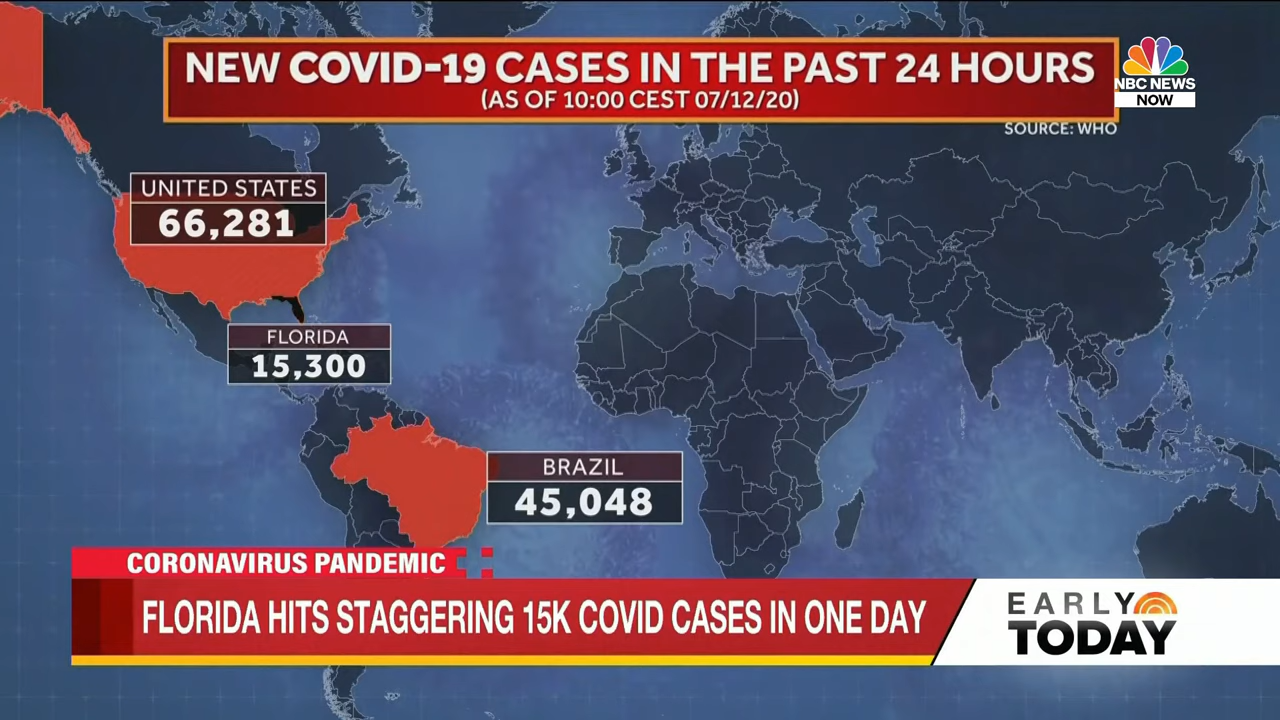 NEW COVID-19 CASES IN THE PAST 24 HOURS
(AS OF 10:00 CEST 07/12/20)
NBC NEWS
NOW
SOURCE: WHO
UNITED STATES
66,281
FLORIDA
15,300
BRAZIL
45,048
CORONAVIRUS PANDEMIC
FLORIDA HITS STAGGERING 15K COVID CASES IN ONE DAY
EARLY
TODAY